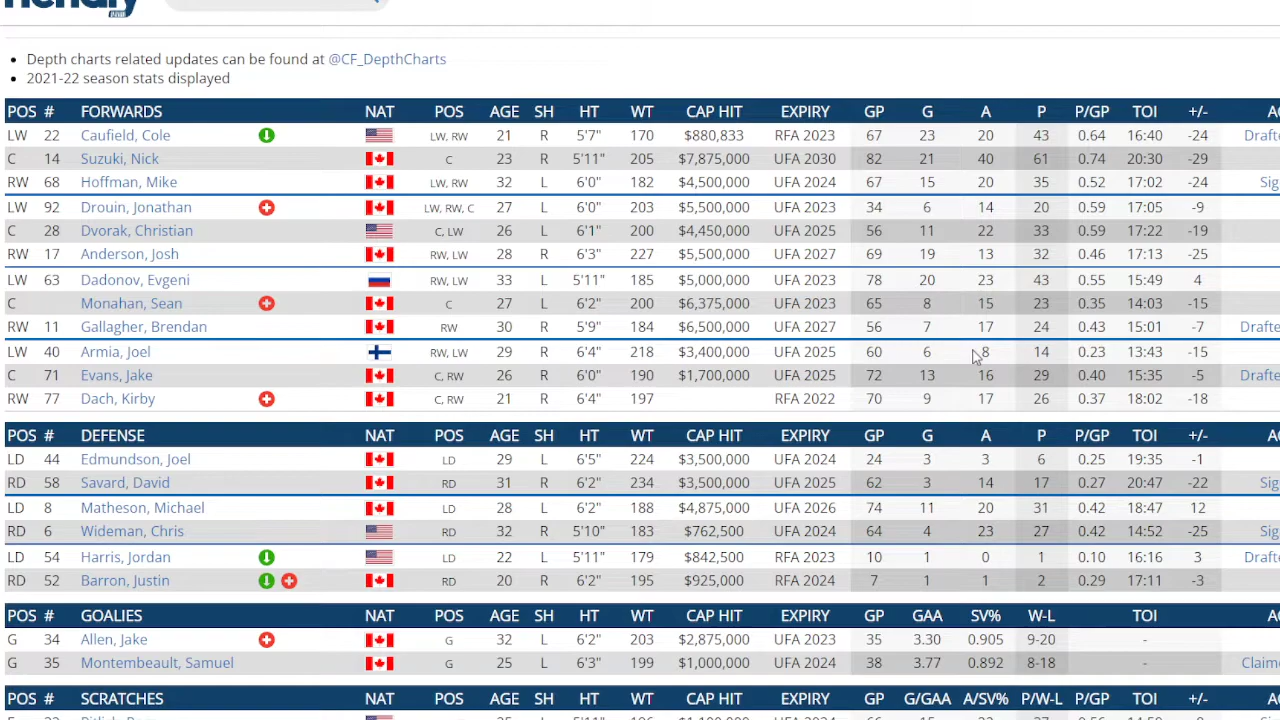 • Depth charts related updates can be found at @CF_DepthCharts
• 2021-22 season stats displayed
POS # FORWARDS NAT POS AGE SH HT WT CAP HIT EXPIRY GP G A P P/GP TOI +/-
LW 22 Caufield, Cole LW, RW 21 R 5'7" 170 $880,833 RFA 2023 67 23 20 43 0.64 16:40 -24 Drafte
C 14 Suzuki, Nick C 23 R 5'11" 205 $7,875,000 UFA 2030 82 21 40 61 0.74 20:30 -29
RW 68 Hoffman, Mike LW, RW 32 L 6'0" 182 $4,500,000 UFA 2024 67 15 20 35 0.52 17:02 -24 Sig
LW 92 Drouin, Jonathan LW, RW, C 27 L 6'0" 203 $5,500,000 UFA 2023 34 6 14 20 0.59 17:05 -9
C 28 Dvorak, Christian C, LW 26 L 6'1" 200 $4,450,000 UFA 2025 56 11 22 33 0.59 17:22 -19
RW 17 Anderson, Josh RW, LW 28 R 6'3" 227 $5,500,000 UFA 2027 69 19 13 32 0.46 17:13 -25
LW 63 Dadonov, Evgeni RW, LW 33 L 5'11" 185 $5,000,000 UFA 2023 78 20 23 43 0.55 15:49 4
C Monahan, Sean C 27 L 6'2" 200 $6,375,000 UFA 2023 65 8 15 23 0.35 14:03 -15
RW 11 Gallagher, Brendan RW 30 R 5'9" 184 $6,500,000 UFA 2027 56 7 17 24 0.43 15:01 -7 Drafte
LW 40 Armia, Joel RW, LW 29 R 6'4" 218 $3,400,000 UFA 2025 60 6 8 14 0.23 13:43 -15
C 71 Evans, Jake C, RW 26 R 6'0" 190 $1,700,000 UFA 2025 72 13 16 29 0.40 15:35 -5 Drafte
RW 77 Dach, Kirby C, RW 21 R 6'4" 197 RFA 2022 70 9 17 26 0.37 18:02 -18
POS # DEFENSE NAT POS AGE SH HT WT CAP HIT EXPIRY GP G A P P/GP TOI +/-
LD 44 Edmundson, Joel LD 29 L 6'5" 224 $3,500,000 UFA 2024 24 3 3 6 0.25 19:35 -1
RD 58 Savard, David RD 31 R 6'2" 234 $3,500,000 UFA 2025 62 3 14 17 0.27 20:47 -22 Sig
LD 8 Matheson, Michael LD 28 L 6'2" 188 $4,875,000 UFA 2026 74 11 20 31 0.42 18:47 12
RD 6 Wideman, Chris RD 32 R 5'10" 183 $762,500 UFA 2024 64 4 23 27 0.42 14:52 -25 Sig
LD 54 Harris, Jordan LD 22 L 5'11" 179 $842,500 RFA 2023 10 1 0 1 0.10 16:16 3 Drafte
RD 52 Barron, Justin RD 20 R 6'2" 195 $925,000 RFA 2024 7 1 1 2 0.29 17:11 -3
POS # GOALIES NAT POS AGE SH HT WT CAP HIT EXPIRY GP GAA SV% W-L TOI
G 34 Allen, Jake G 32 L 6'2" 203 $2,875,000 UFA 2023 35 3.30 0.905 9-20 -
G 35 Montembeault, Samuel G 25 L 6'3" 199 $1,000,000 UFA 2024 38 3.77 0.892 8-18 - Claime
POS # SCRATCHES NAT POS AGE SH HT WT CAP HIT EXPIRY GP G/GAA A/SV% P/W-L P/GP TOI +/-